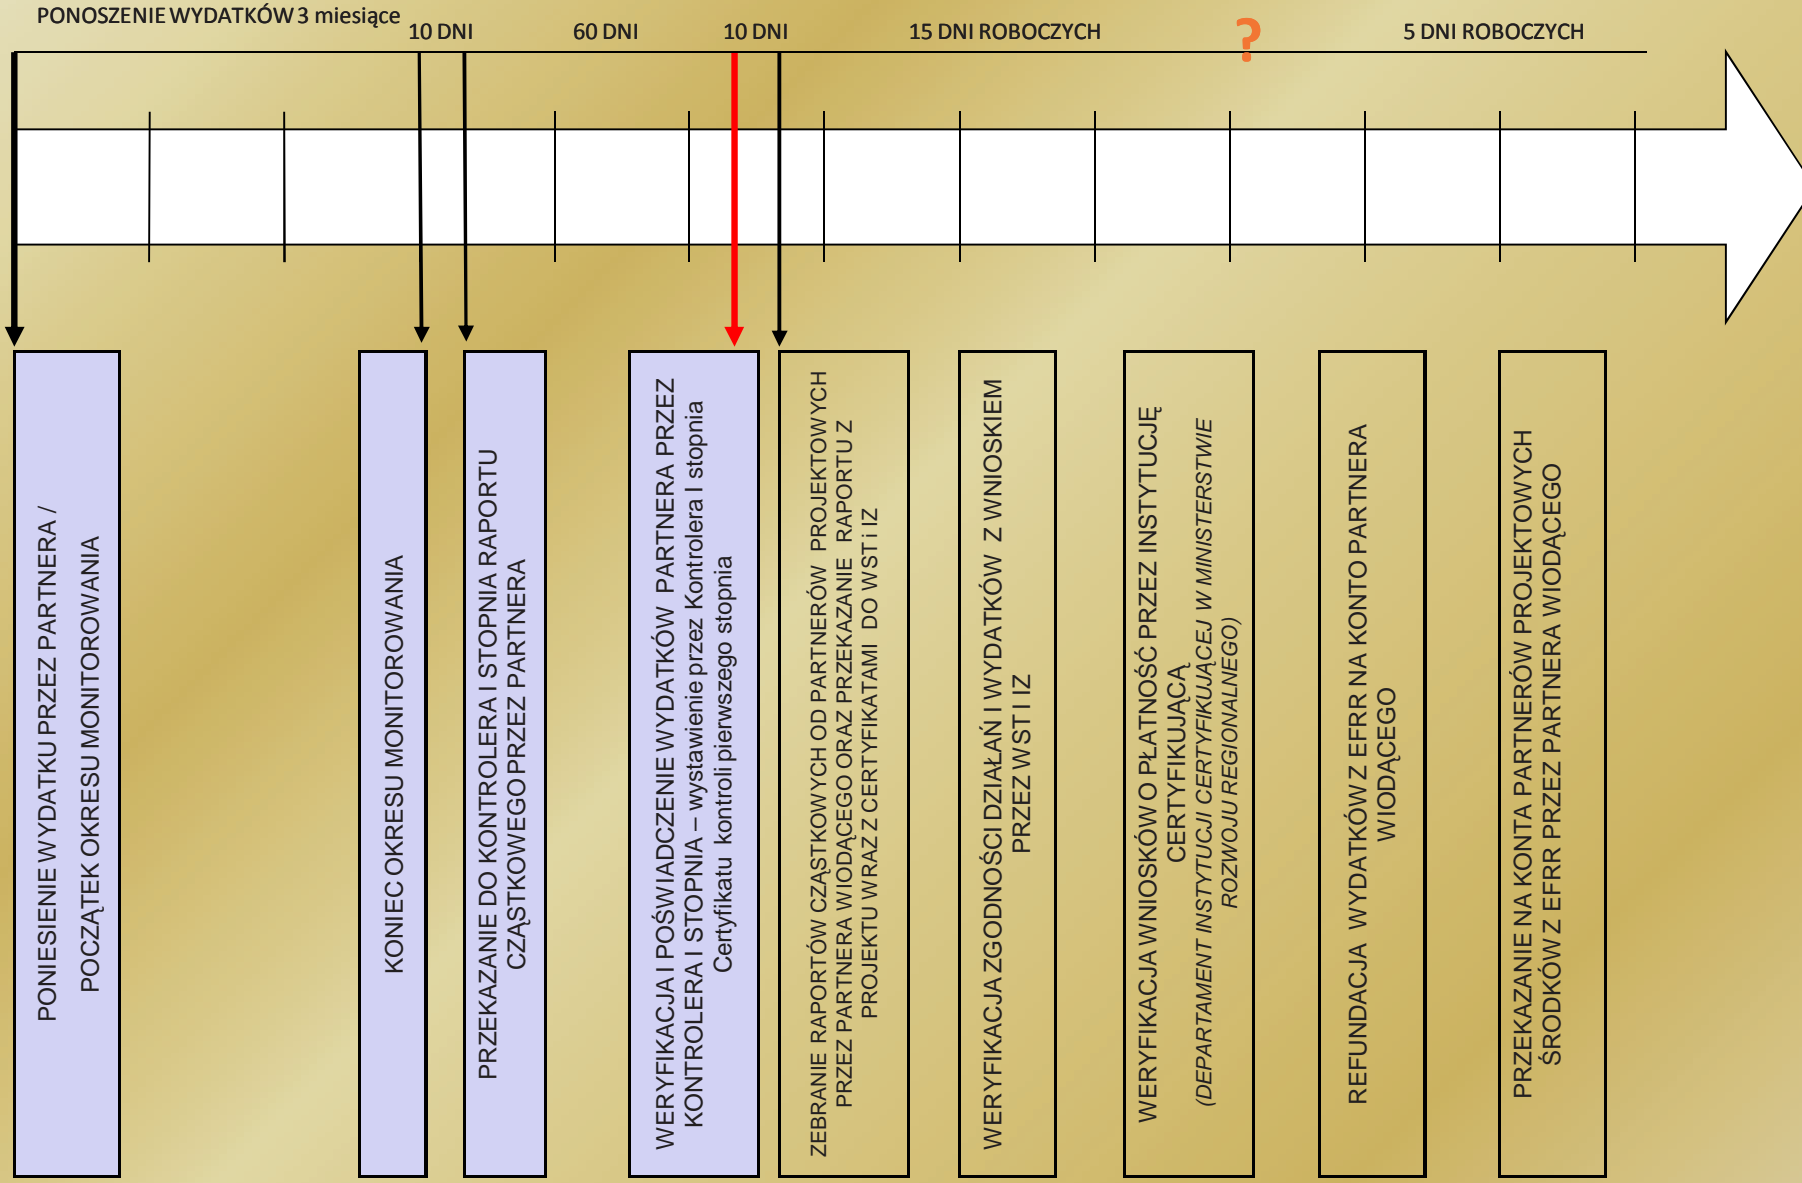 PONOSZENIE WYDATKÓW 3 miesiące
10 DNI
60 DNI
10 DNI
15 DNI ROBOCZYCH
?
5 DNI ROBOCZYCH
PONIESIENIE WYDATKU PRZEZ PARTNERA /
POCZĄTEK OKRESU MONITOROWANIA
KONIEC OKRESU MONITOROWANIA
PRZEKAZANIE DO KONTROLERA I STOPNIA RAPORTU
CZĄSTKOWEGO PRZEZ PARTNERA
WERYFIKACJA I POŚWIADCZENIE WYDATKÓW PARTNERA PRZEZ
KONTROLERA I STOPNIA – wystawienie przez Kontrolera I stopnia
Certyfikatu kontroli pierwszego stopnia
ZEBRANIE RAPORTÓW CZĄSTKOWYCH OD PARTNERÓW PROJEKTOWYCH
PRZEZ PARTNERA WIODĄCEGO ORAZ PRZEKAZANIE RAPORTU Z
PROJEKTU WRAZ Z CERTYFIKATAMI DO WST i IZ
WERYFIKACJA ZGODNOŚCI DZIAŁAŃ I WYDATKÓW Z WNIOSKIEM
PRZEZ WST I IZ
WERYFIKACJA WNIOSKÓW O PŁATNOŚĆ PRZEZ INSTYTUCJĘ
CERTYFIKUJĄCĄ
(DEPARTAMENT INSTYTUCJI CERTYFIKUJĄCEJ W MINISTERSTWIE
ROZWOJU REGIONALNEGO)
REFUNDACJA WYDATKÓW Z EFRR NA KONTO PARTNERA
WIODĄCEGO
PRZEKAZANIE NA KONTA PARTNERÓW PROJEKTOWYCH
ŚRODKÓW Z EFRR PRZEZ PARTNERA WIODĄCEGO